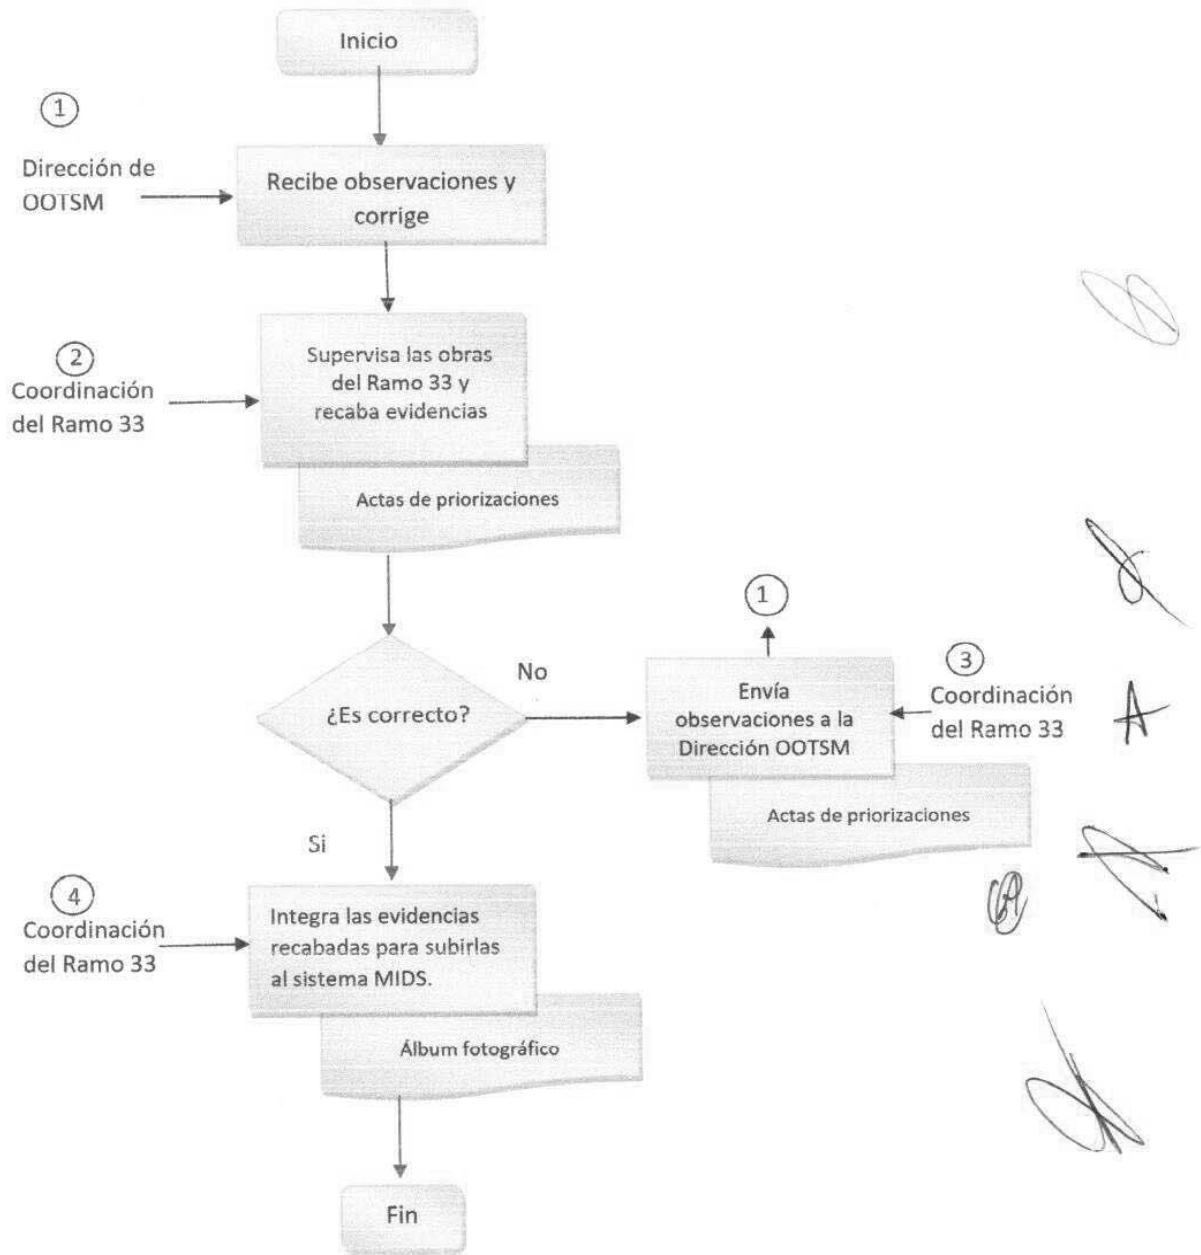 Inicio
1
Dirección de
OOTSM
Recibe observaciones y
corrige
2
Coordinación
del Ramo 33
Supervisa las obras
del Ramo 33 y
recaba evidencias
Actas de priorizaciones
¿Es correcto?
No
1
Envía
observaciones a la
Dirección OOTSM
3
Coordinación
del Ramo 33
Actas de priorizaciones
Si
4
Coordinación
del Ramo 33
Integra las evidencias
recabadas para subirlas
al sistema MIDS.
Álbum fotográfico
Fin